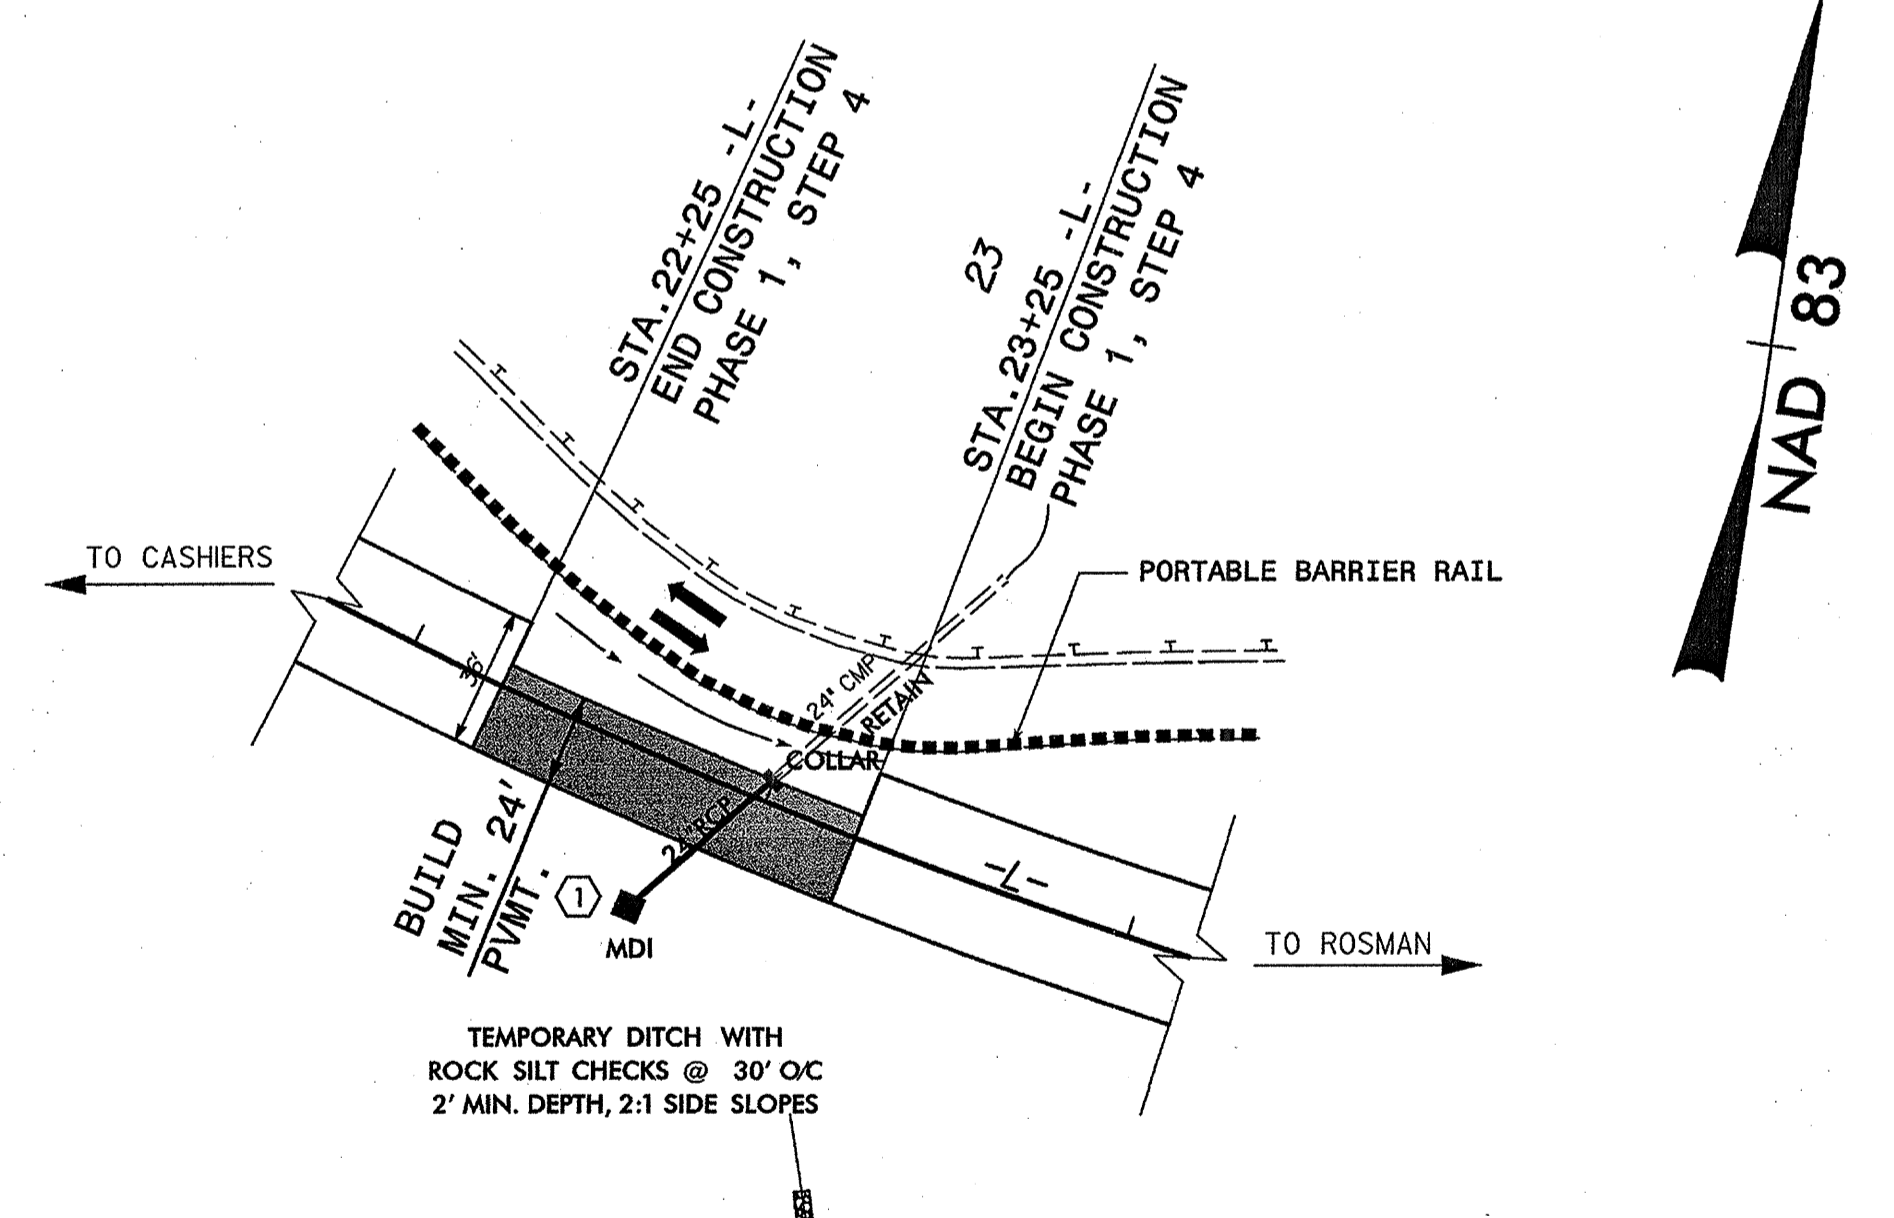 STA.22+25 -L-
END CONSTRUCTION
PHASE 1, STEP 4
23
STA.23+25 -L-
BEGIN CONSTRUCTION
PHASE 1, STEP 4
NAD 83
TO CASHIERS
PORTABLE BARRIER RAIL
36'
24" CMP
RETAIN
COLLAR
24"RCP
BUILD
MIN. 24'
PVMT.
1
MDI
-L-
TO ROSMAN
TEMPORARY DITCH WITH
ROCK SILT CHECKS @ 30' O/C
2' MIN. DEPTH, 2:1 SIDE SLOPES